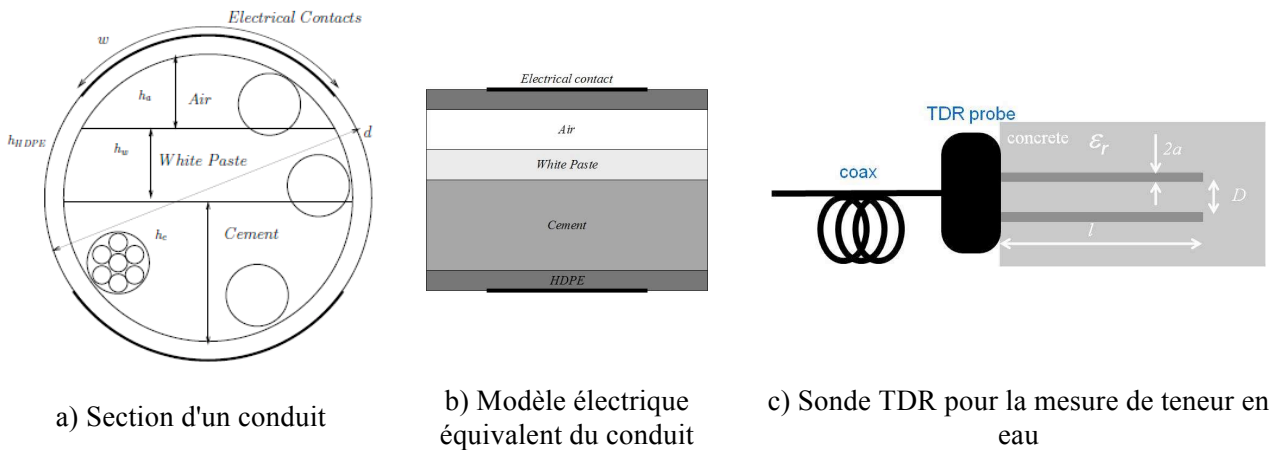 Electrical Contacts
w
h_a
Air
d
h_HDPE
h_w
White Paste
h_c
Cement
a) Section d'un conduit
Electrical contact
Air
White Paste
Cement
HDPE
b) Modèle électrique
équivalent du conduit
TDR probe
concrete
ε_r
2a
coax
D
l
c) Sonde TDR pour la mesure de teneur en
eau